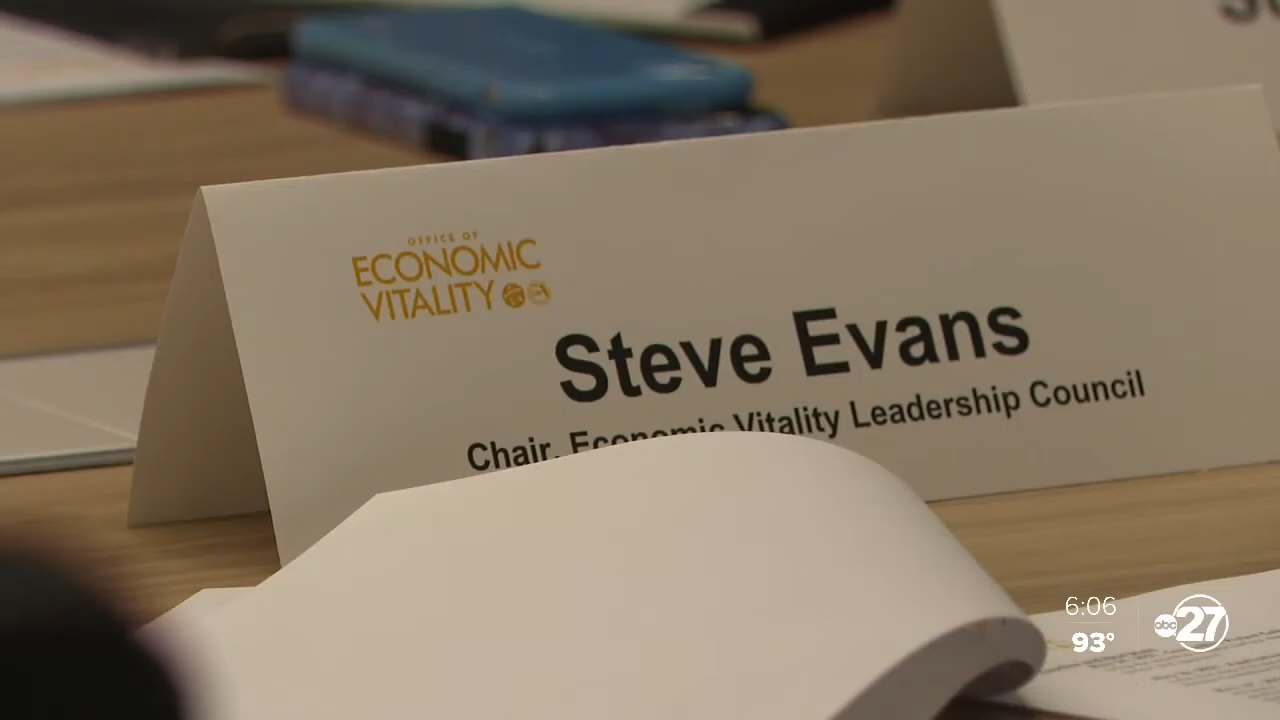 OFFICE OF
ECONOMIC
VITALITY
Steve Evans
Chair, Economic Vitality Leadership Council
6:06
93°
abc 27